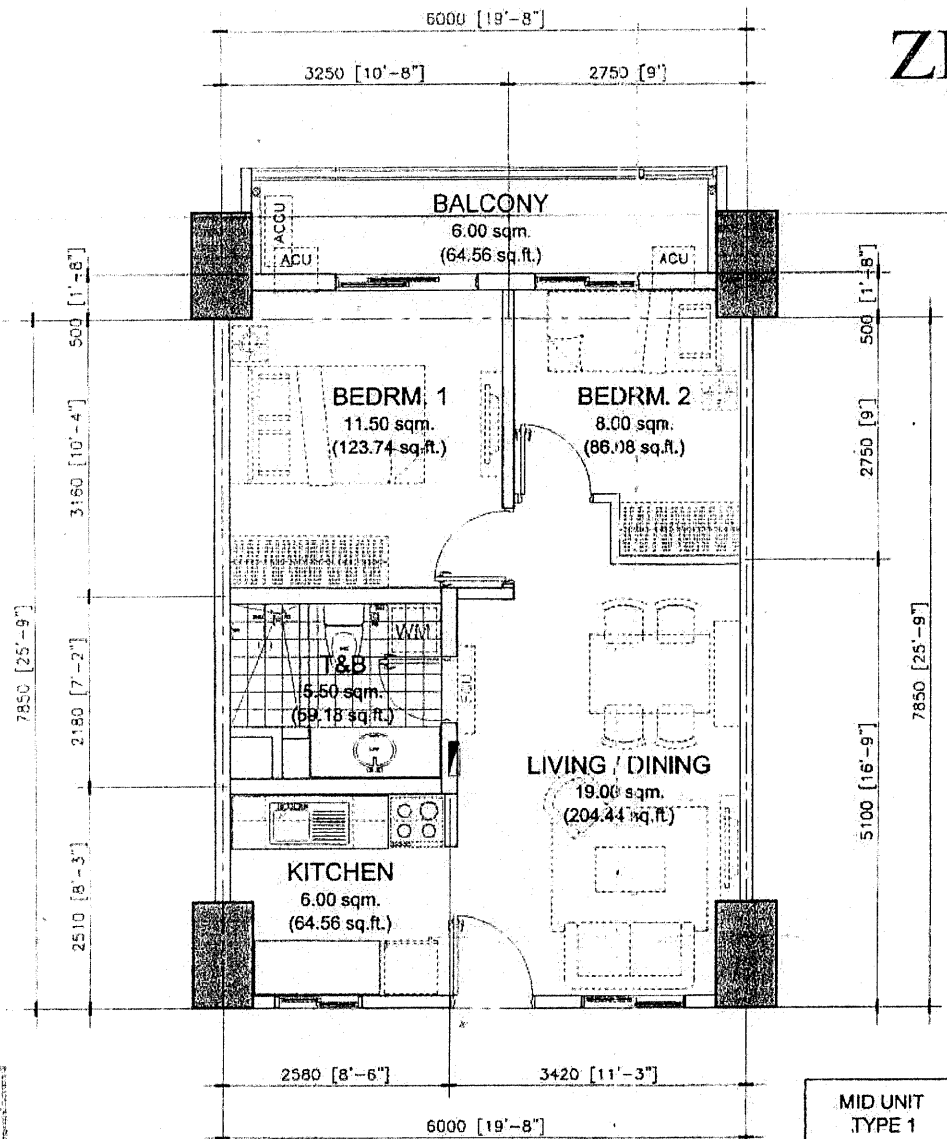 6000 [19'-8"]
ZI
3250 [10'-8"]
2750 [9']
BALCONY
6.00 sqm.
(64.56 sq.ft.)
ACCU
ACU
ACU
500 [1'-8"]
500 [1'-8"]
BEDRM. 1
11.50 sqm.
(123.74 sq.ft.)
BEDRM. 2
8.00 sqm.
(86.08 sq.ft.)
3160 [10'-4"]
2750 [9']
7850 [25'-9"]
7850 [25'-9"]
WM
T&B
5.50 sqm.
(59.18 sq.ft.)
2180 [7'-2"]
LIVING / DINING
19.00 sqm.
(204.44 sq.ft.)
5100 [16'-9"]
KITCHEN
6.00 sqm.
(64.56 sq.ft.)
2510 [8'-3"]
2580 [8'-6"]
3420 [11'-3"]
6000 [19'-8"]
MID UNIT
TYPE 1